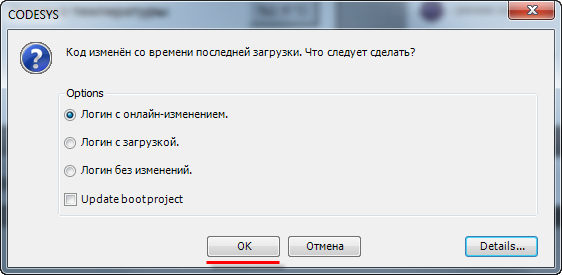 CODESYS
Код изменён со времени последней загрузки. Что следует сделать?
Options
Логин с онлайн-изменением.
Логин с загрузкой.
Логин без изменений.
Update bootproject
OK
Отмена
Details...